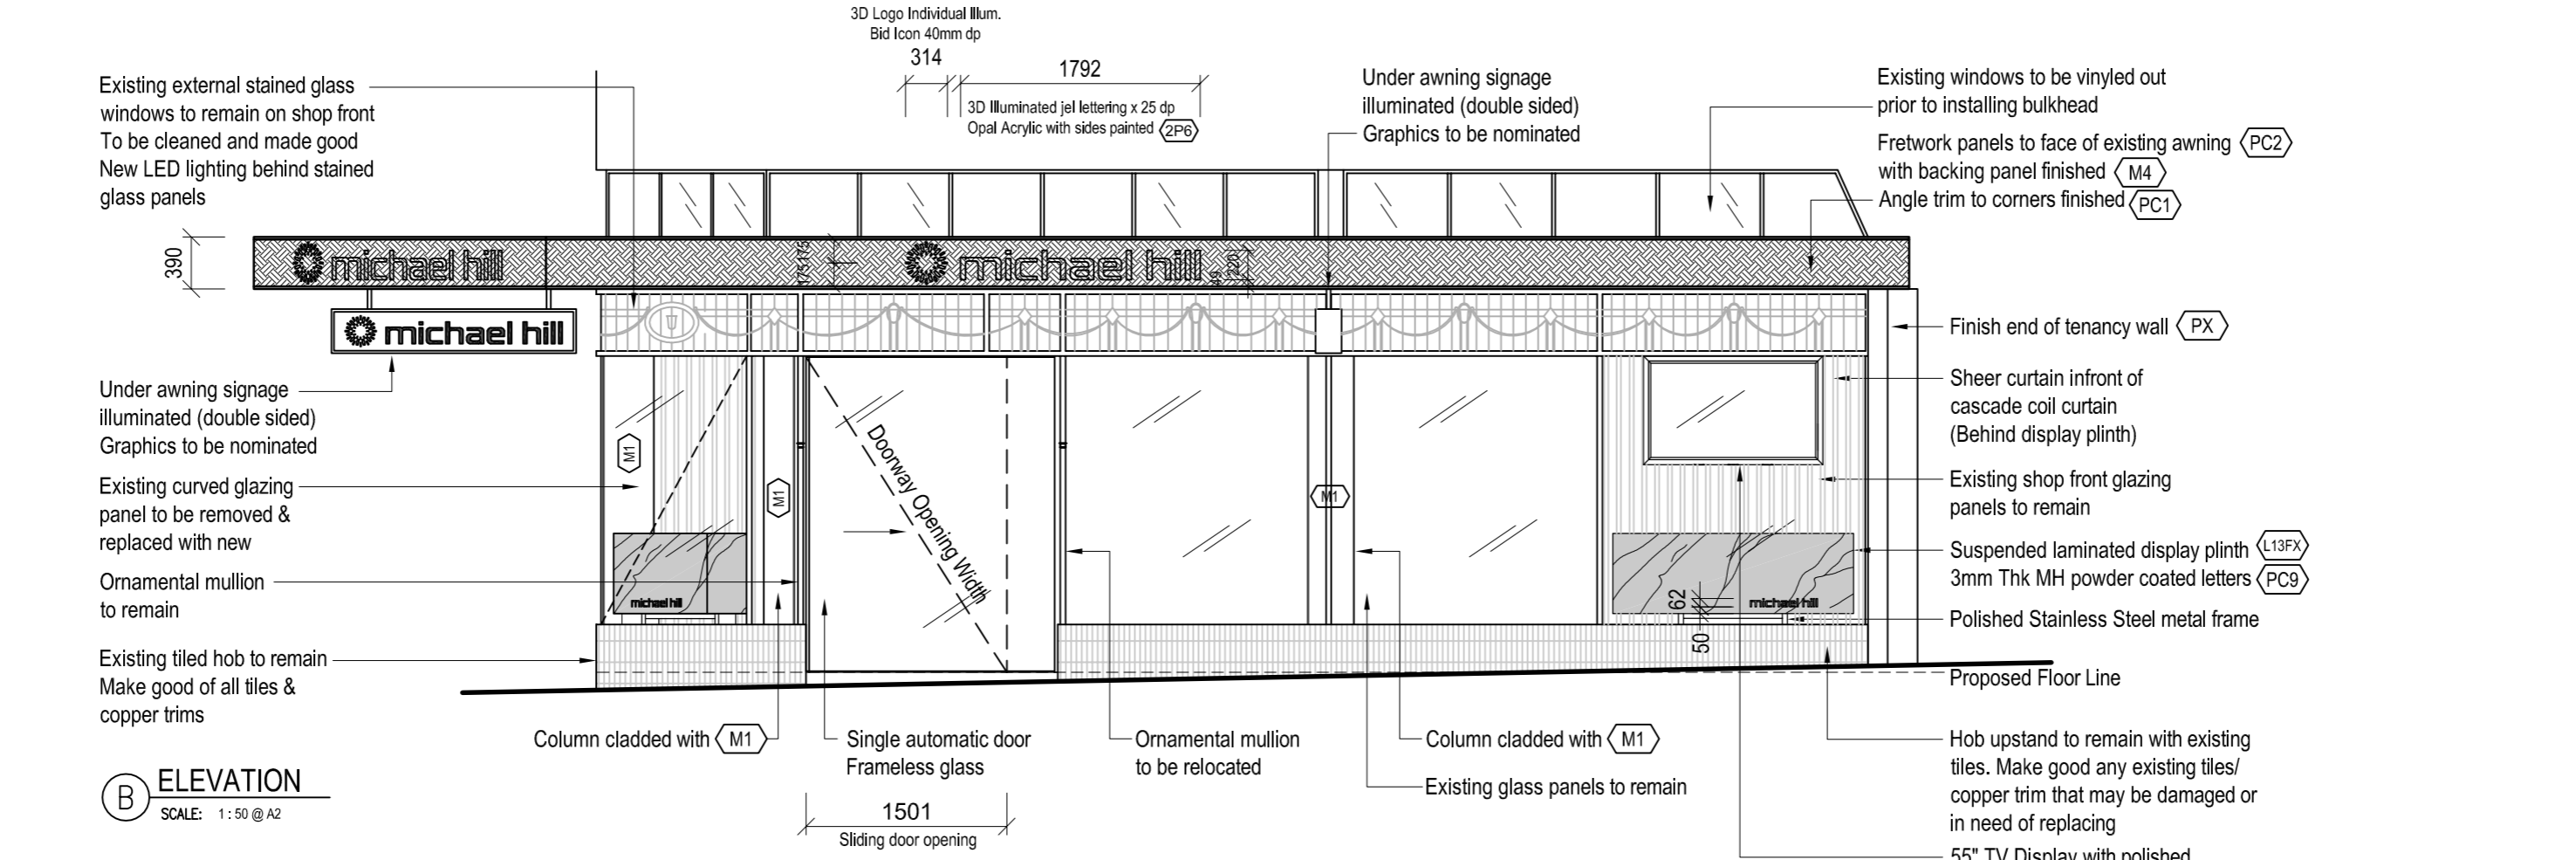 3D Logo Individual Illum.
Bid Icon 40mm dp
314
1792
3D Illuminated jel lettering x 25 dp
Opal Acrylic with sides painted 2P6
Existing external stained glass
windows to remain on shop front
To be cleaned and made good
New LED lighting behind stained
glass panels
Under awning signage
illuminated (double sided)
Graphics to be nominated
Existing windows to be vinyled out
prior to installing bulkhead
Fretwork panels to face of existing awning PC2
with backing panel finished M4
Angle trim to corners finished PC1
390
michael hill
175 175
michael hill
49
220
michael hill
Finish end of tenancy wall PX
Under awning signage
illuminated (double sided)
Graphics to be nominated
Sheer curtain infront of
cascade coil curtain
(Behind display plinth)
M1
M1
Doorway Opening Width
M1
Existing curved glazing
panel to be removed &
replaced with new
Existing shop front glazing
panels to remain
Suspended laminated display plinth L13FX
3mm Thk MH powder coated letters PC9
Ornamental mullion
to remain
michael hill
62
michael hill
50
Polished Stainless Steel metal frame
Existing tiled hob to remain
Make good of all tiles &
copper trims
Proposed Floor Line
Column cladded with M1
Single automatic door
Frameless glass
Ornamental mullion
to be relocated
Column cladded with M1
Existing glass panels to remain
Hob upstand to remain with existing
tiles. Make good any existing tiles/
copper trim that may be damaged or
in need of replacing
B ELEVATION
SCALE: 1 : 50 @ A2
1501
Sliding door opening
55" TV Display with polished